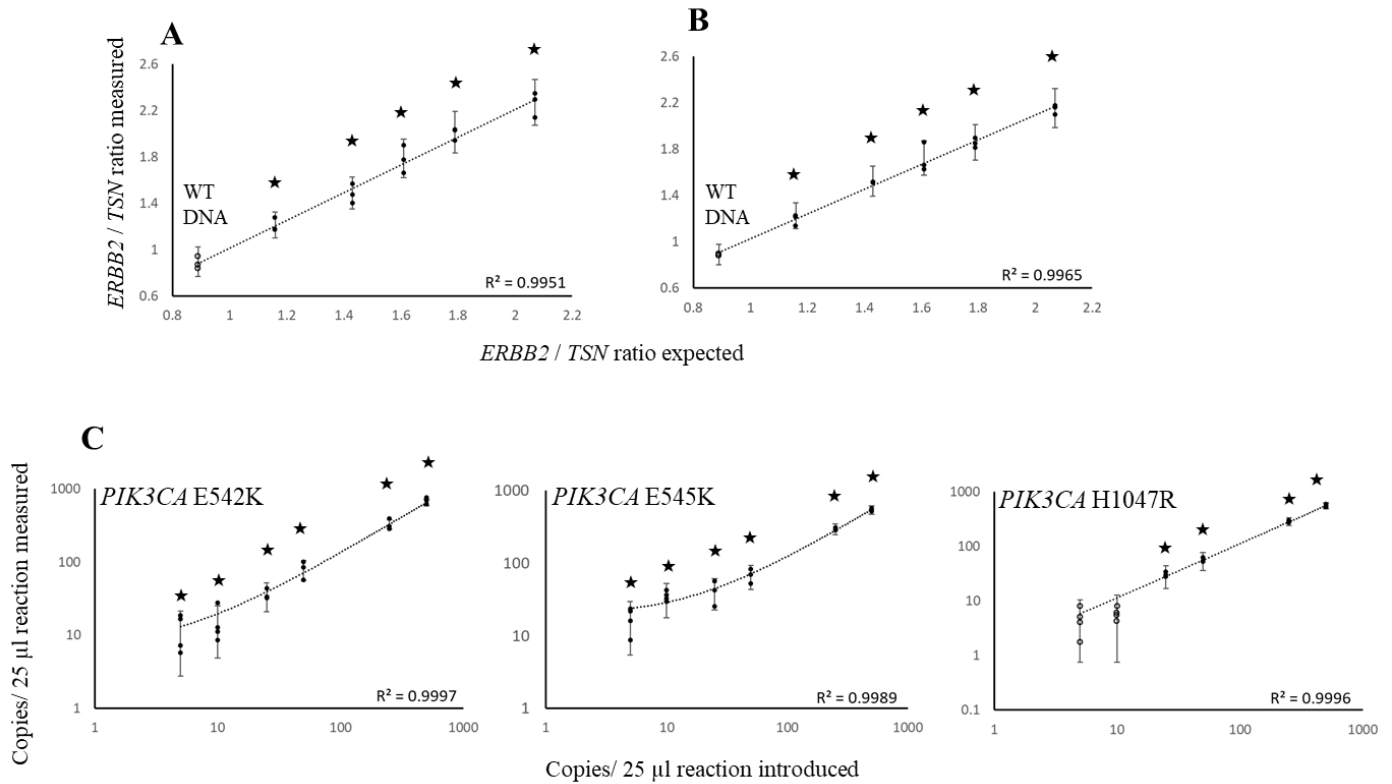 A
B
ERBB2 / TSN ratio measured
2.6
2.2
1.8
1.4
1
0.6
WT
DNA
R² = 0.9951
0.8 1 1.2 1.4 1.6 1.8 2 2.2
2.6
2.2
1.8
1.4
1
0.6
WT
DNA
R² = 0.9965
0.8 1 1.2 1.4 1.6 1.8 2 2.2
ERBB2 / TSN ratio expected
C
Copies/ 25 µl reaction measured
PIK3CA E542K
1000
100
10
1
R² = 0.9997
1 10 100 1000
PIK3CA E545K
1000
100
10
1
R² = 0.9989
1 10 100 1000
PIK3CA H1047R
1000
100
10
1
0.1
R² = 0.9996
1 10 100 1000
Copies/ 25 µl reaction introduced